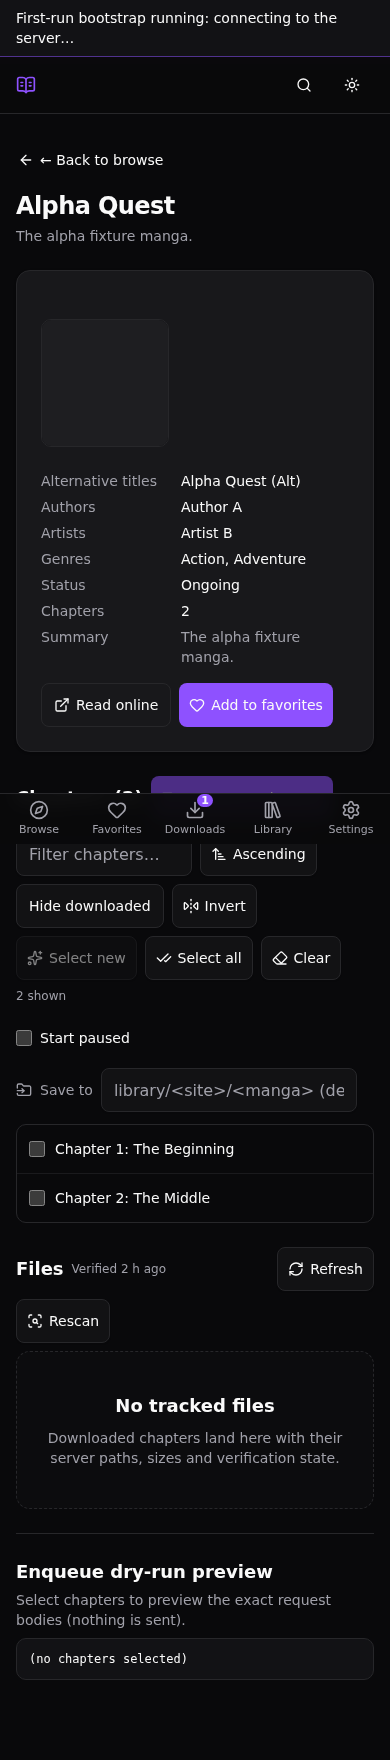 First-run bootstrap running: connecting to the
server…
← Back to browse
Alpha Quest
The alpha fixture manga.
Alternative titles Alpha Quest (Alt)
Authors Author A
Artists Artist B
Genres Action, Adventure
Status Ongoing
Chapters 2
Summary The alpha fixture
manga.
Read online Add to favorites
1
Browse Favorites Downloads Library Settings
Filter chapters… Ascending
Hide downloaded Invert
Select new Select all Clear
2 shown
Start paused
Save to library/<site>/<manga> (de
Chapter 1: The Beginning
Chapter 2: The Middle
Files Verified 2 h ago Refresh
Rescan
No tracked files
Downloaded chapters land here with their
server paths, sizes and verification state.
Enqueue dry-run preview
Select chapters to preview the exact request
bodies (nothing is sent).
(no chapters selected)